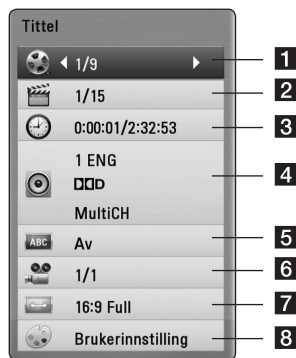 Tittel
1/9 1
1/15 2
0:00:01/2:32:53 3
1 ENG
D 4
MultiCH
ABC Av 5
1/1 6
16:9 Full 7
Brukerinnstilling 8